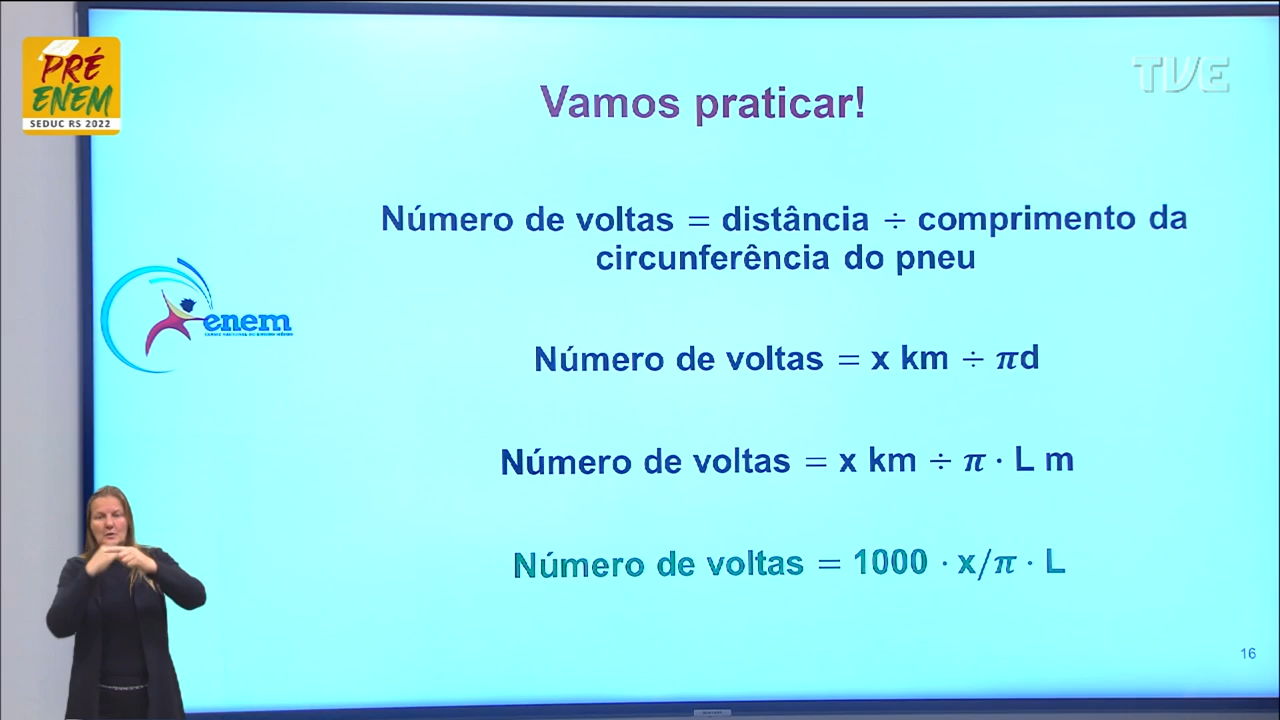 PRÉ
ENEM
SEDUC RS 2022
TVE
Vamos praticar!
Número de voltas = distância ÷ comprimento da
circunferência do pneu
enem
Número de voltas = x km ÷ πd
Número de voltas = x km ÷ π · L m
Número de voltas = 1000 · x/π · L
16